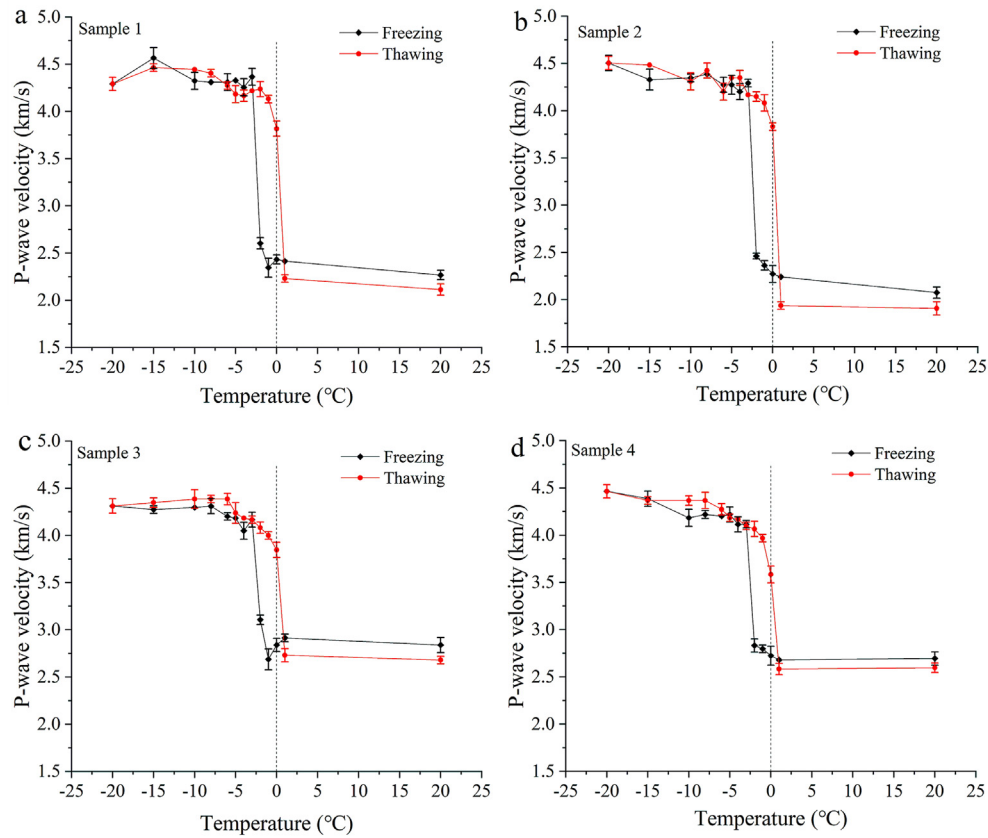 a
Sample 1
Freezing
Thawing
P-wave velocity (km/s)
5.0
4.5
4.0
3.5
3.0
2.5
2.0
1.5
-25 -20 -15 -10 -5 0 5 10 15 20 25
Temperature (℃)
b
Sample 2
Freezing
Thawing
P-wave velocity (km/s)
5.0
4.5
4.0
3.5
3.0
2.5
2.0
1.5
-25 -20 -15 -10 -5 0 5 10 15 20 25
Temperature (℃)
c
Sample 3
Freezing
Thawing
P-wave velocity (km/s)
5.0
4.5
4.0
3.5
3.0
2.5
2.0
1.5
-25 -20 -15 -10 -5 0 5 10 15 20 25
Temperature (℃)
d
Sample 4
Freezing
Thawing
P-wave velocity (km/s)
5.0
4.5
4.0
3.5
3.0
2.5
2.0
1.5
-25 -20 -15 -10 -5 0 5 10 15 20 25
Temperature (℃)